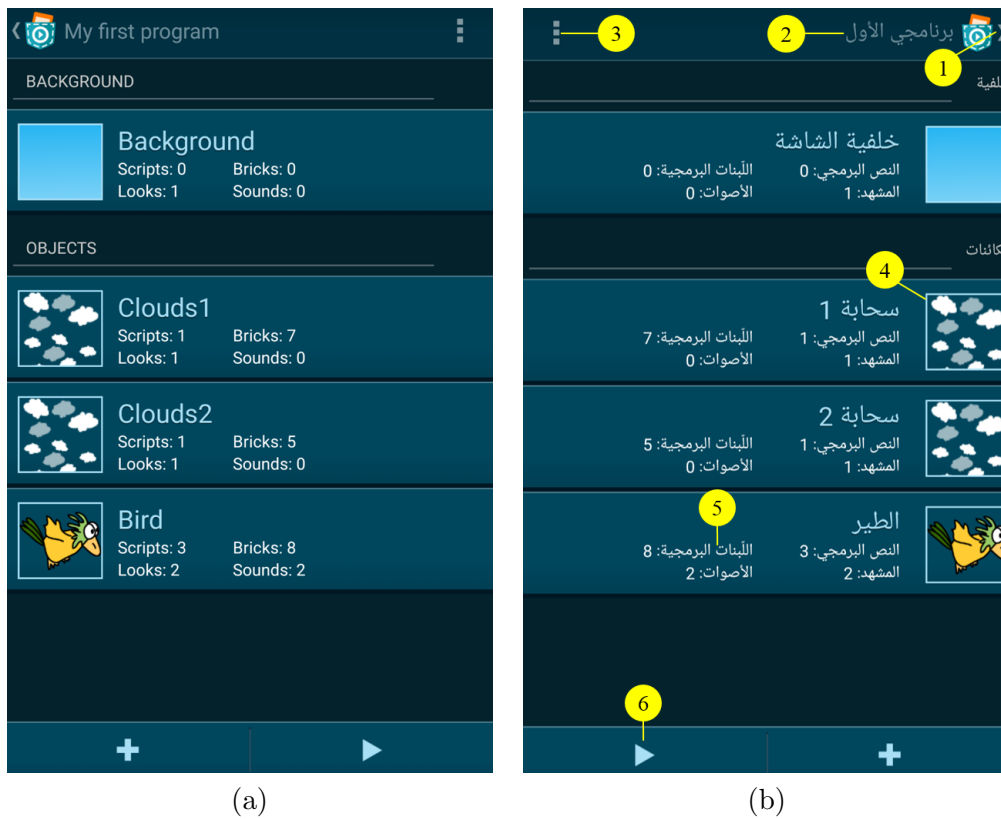 My first program
BACKGROUND
Background
Scripts: 0 Bricks: 0
Looks: 1 Sounds: 0
OBJECTS
Clouds1
Scripts: 1 Bricks: 7
Looks: 1 Sounds: 0
Clouds2
Scripts: 1 Bricks: 5
Looks: 1 Sounds: 0
Bird
Scripts: 3 Bricks: 8
Looks: 2 Sounds: 2
(a)
برنامجي الأول
1
2
3
خلفية الشاشة
النص البرمجي: 0 اللّبنات البرمجية: 0
المشهد: 1 الأصوات: 0
4
سحابة 1
النص البرمجي: 1 اللّبنات البرمجية: 7
المشهد: 1 الأصوات: 0
سحابة 2
النص البرمجي: 1 اللّبنات البرمجية: 5
المشهد: 1 الأصوات: 0
5
الطير
النص البرمجي: 3 اللّبنات البرمجية: 8
المشهد: 2 الأصوات: 2
6
(b)